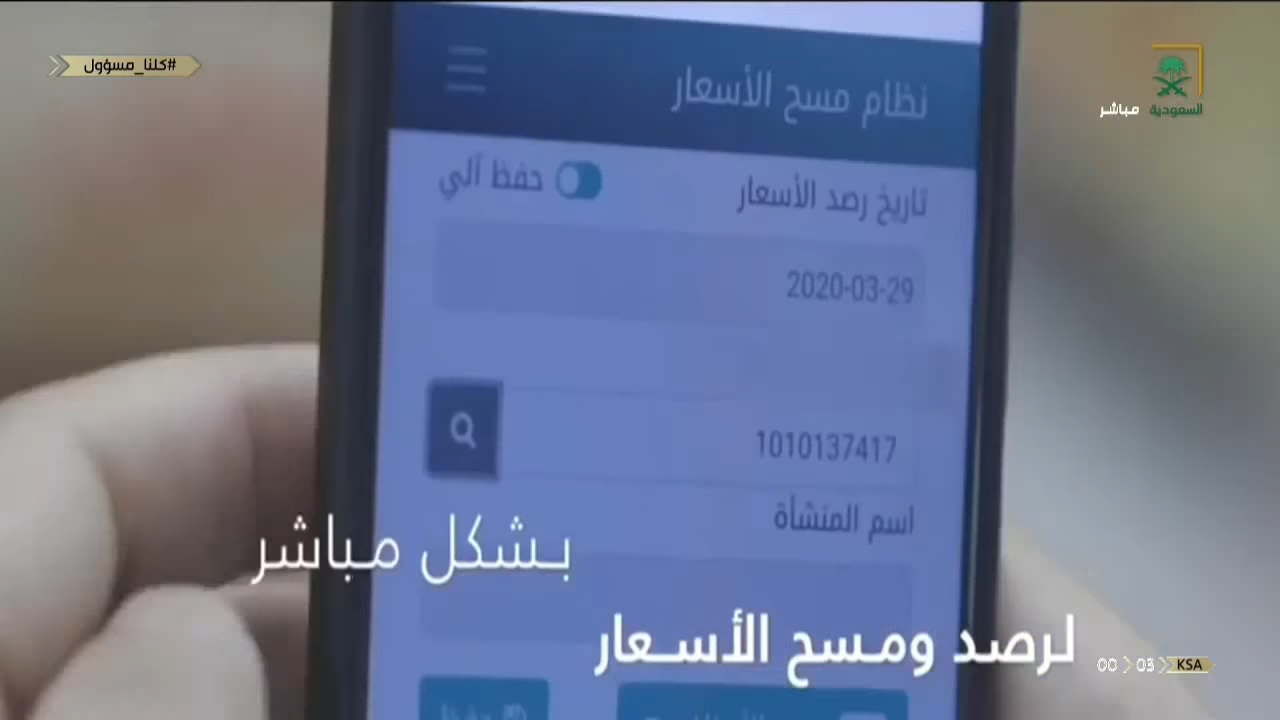 #كلنا_مسؤول
السعودية مباشر
نظام مسح الأسعار
تاريخ رصد الأسعار
حفظ آلي
2020-03-29
1010137417
اسم المنشأة
بشكل مباشر
لرصد ومسح الأسعار
حفظ
00 03 KSA